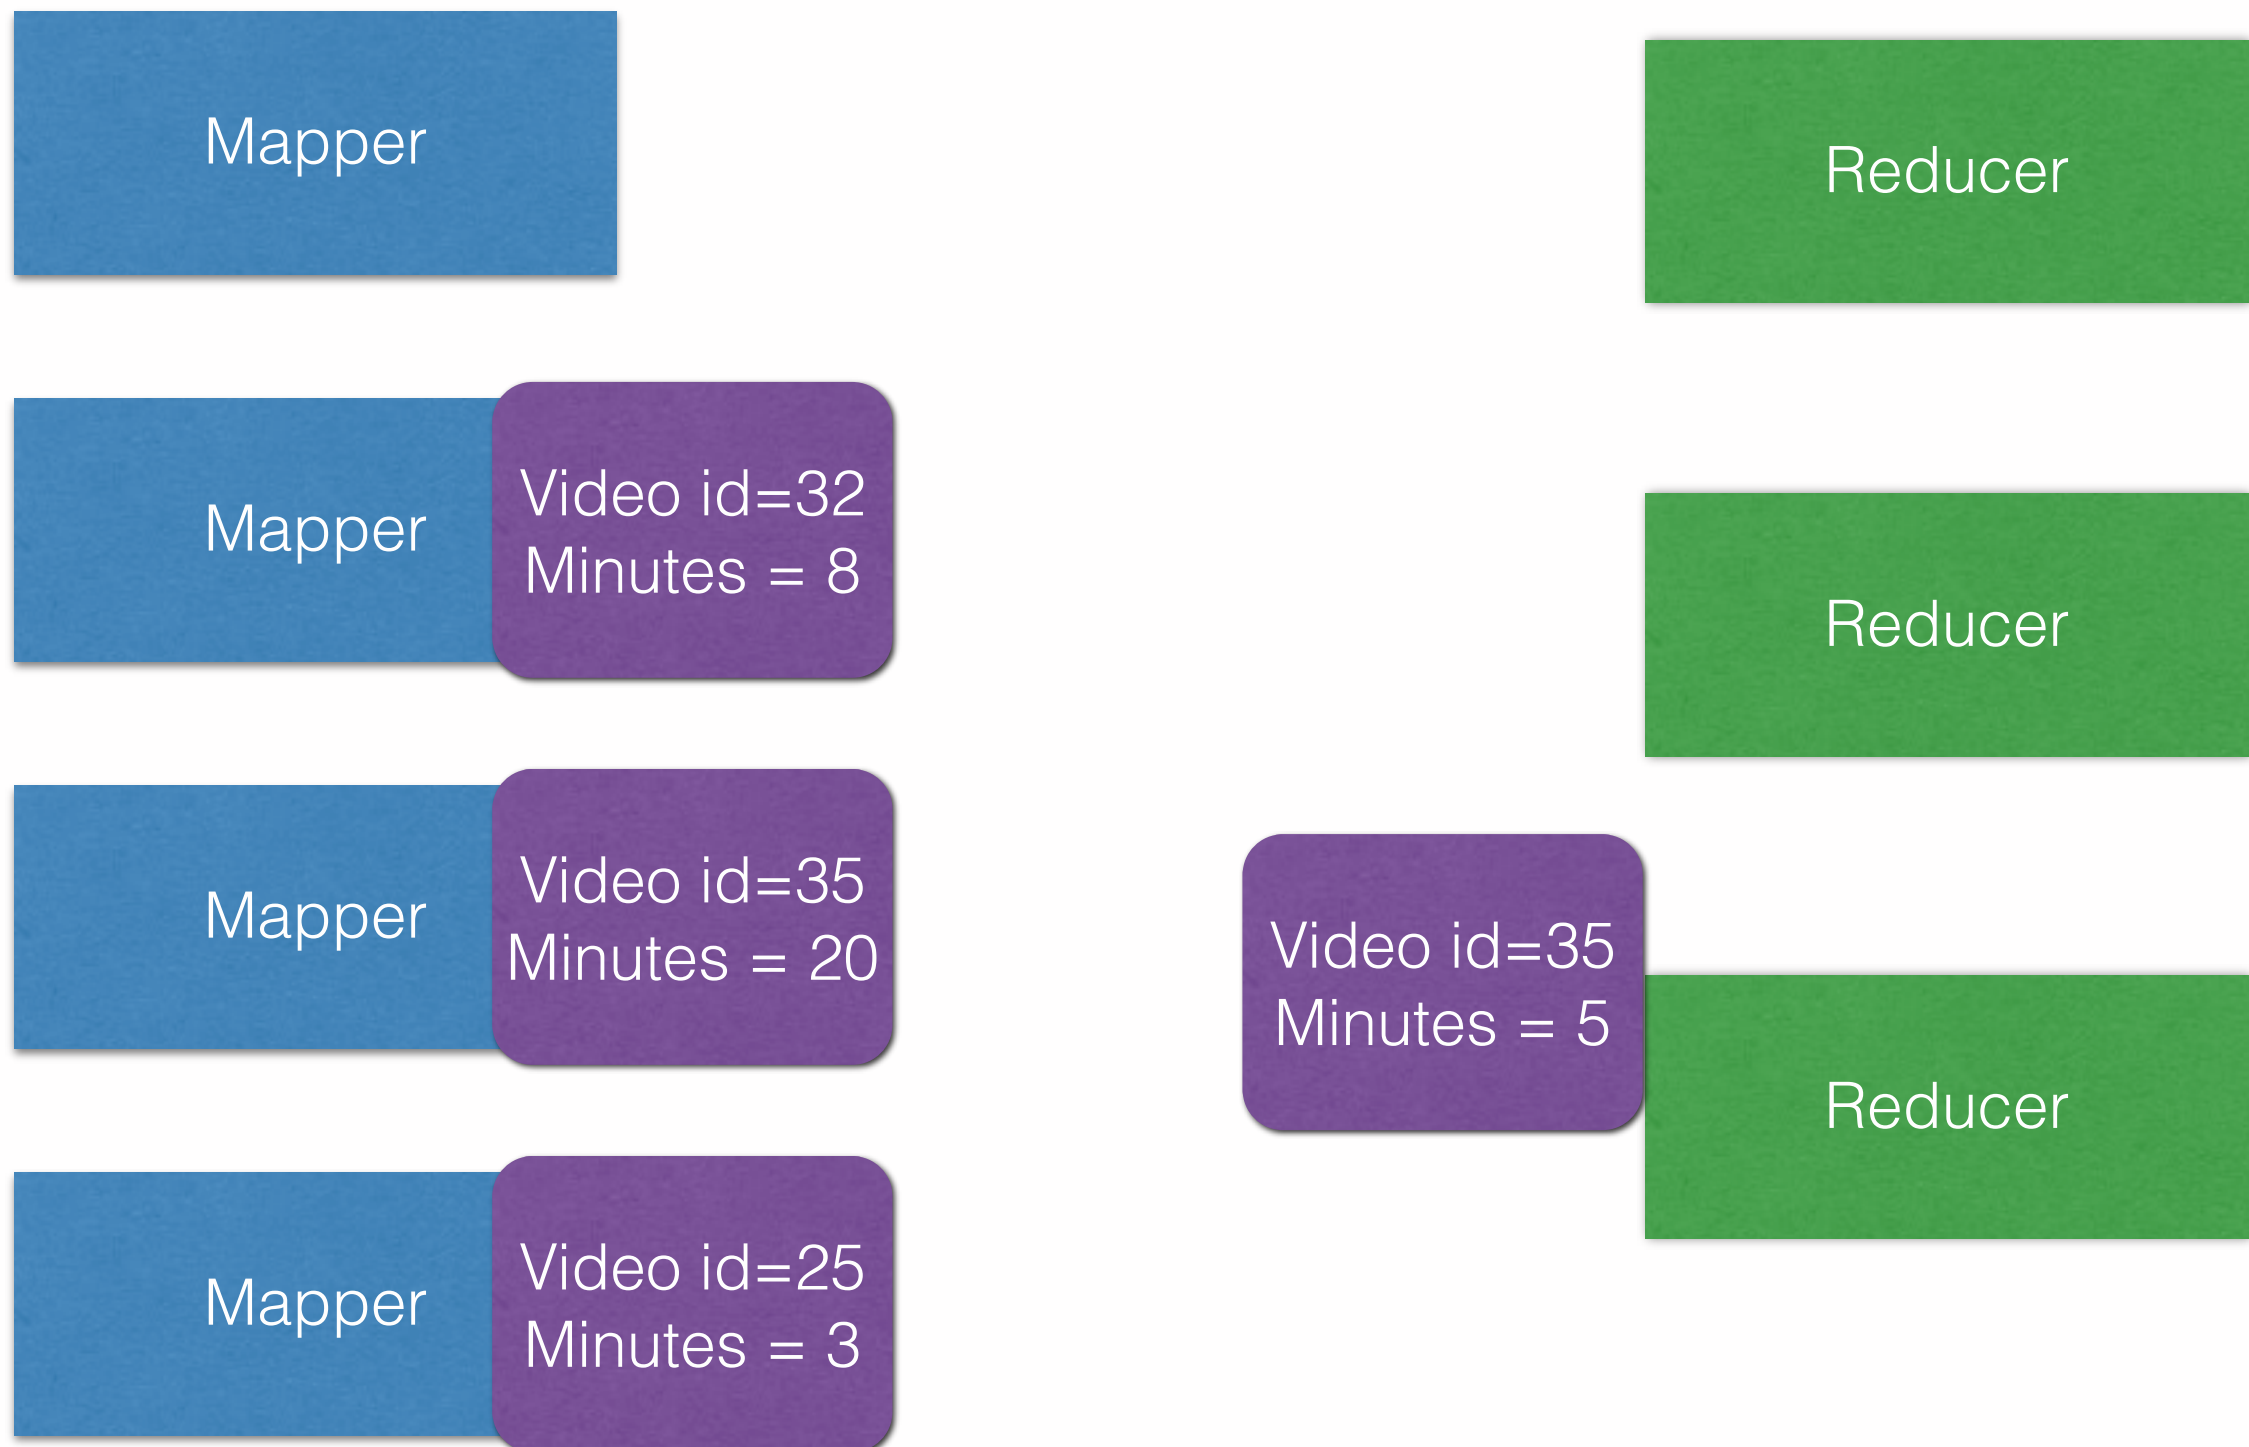 Mapper
Reducer
Mapper
Video id=32
Minutes = 8
Reducer
Mapper
Video id=35
Minutes = 20
Video id=35
Minutes = 5
Reducer
Mapper
Video id=25
Minutes = 3